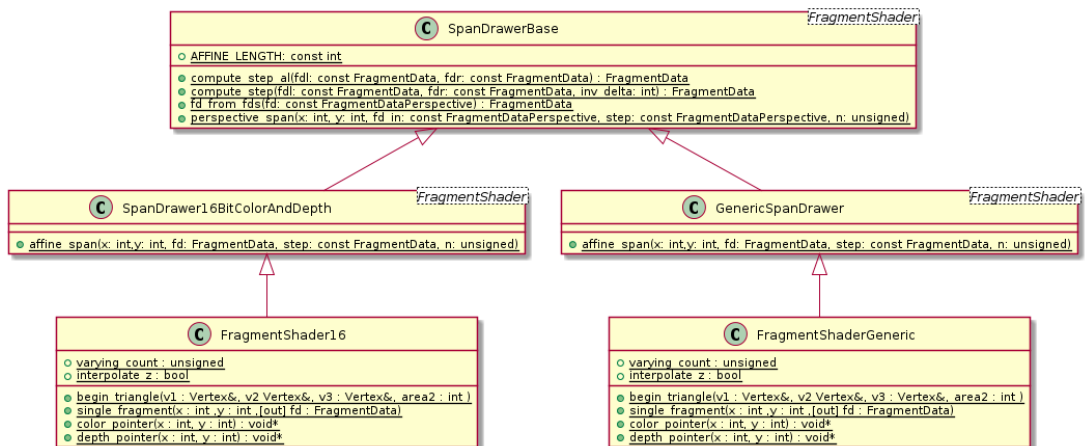 FragmentShader
C SpanDrawerBase
AFFINE_LENGTH: const int
compute_step_al(fdl: const FragmentData, fdr: const FragmentData) : FragmentData
compute_step(fdl: const FragmentData, fdr: const FragmentData, inv_delta: int) : FragmentData
fd_from_fds(fd: const FragmentDataPerspective) : FragmentData
perspective_span(x: int, y: int, fd_in: const FragmentDataPerspective, step: const FragmentDataPerspective, n: unsigned)
FragmentShader
C SpanDrawer16BitColorAndDepth
affine_span(x: int,y: int, fd: FragmentData, step: const FragmentData, n: unsigned)
FragmentShader
C GenericSpanDrawer
affine_span(x: int,y: int, fd: FragmentData, step: const FragmentData, n: unsigned)
C FragmentShader16
varying_count : unsigned
interpolate_z : bool
begin_triangle(v1 : Vertex&, v2 Vertex&, v3 : Vertex&, area2 : int )
single_fragment(x : int ,y : int ,[out] fd : FragmentData)
color_pointer(x : int, y : int) : void*
depth_pointer(x : int, y : int) : void*
C FragmentShaderGeneric
varying_count : unsigned
interpolate_z : bool
begin_triangle(v1 : Vertex&, v2 Vertex&, v3 : Vertex&, area2 : int )
single_fragment(x : int ,y : int ,[out] fd : FragmentData)
color_pointer(x : int, y : int) : void*
depth_pointer(x : int, y : int) : void*